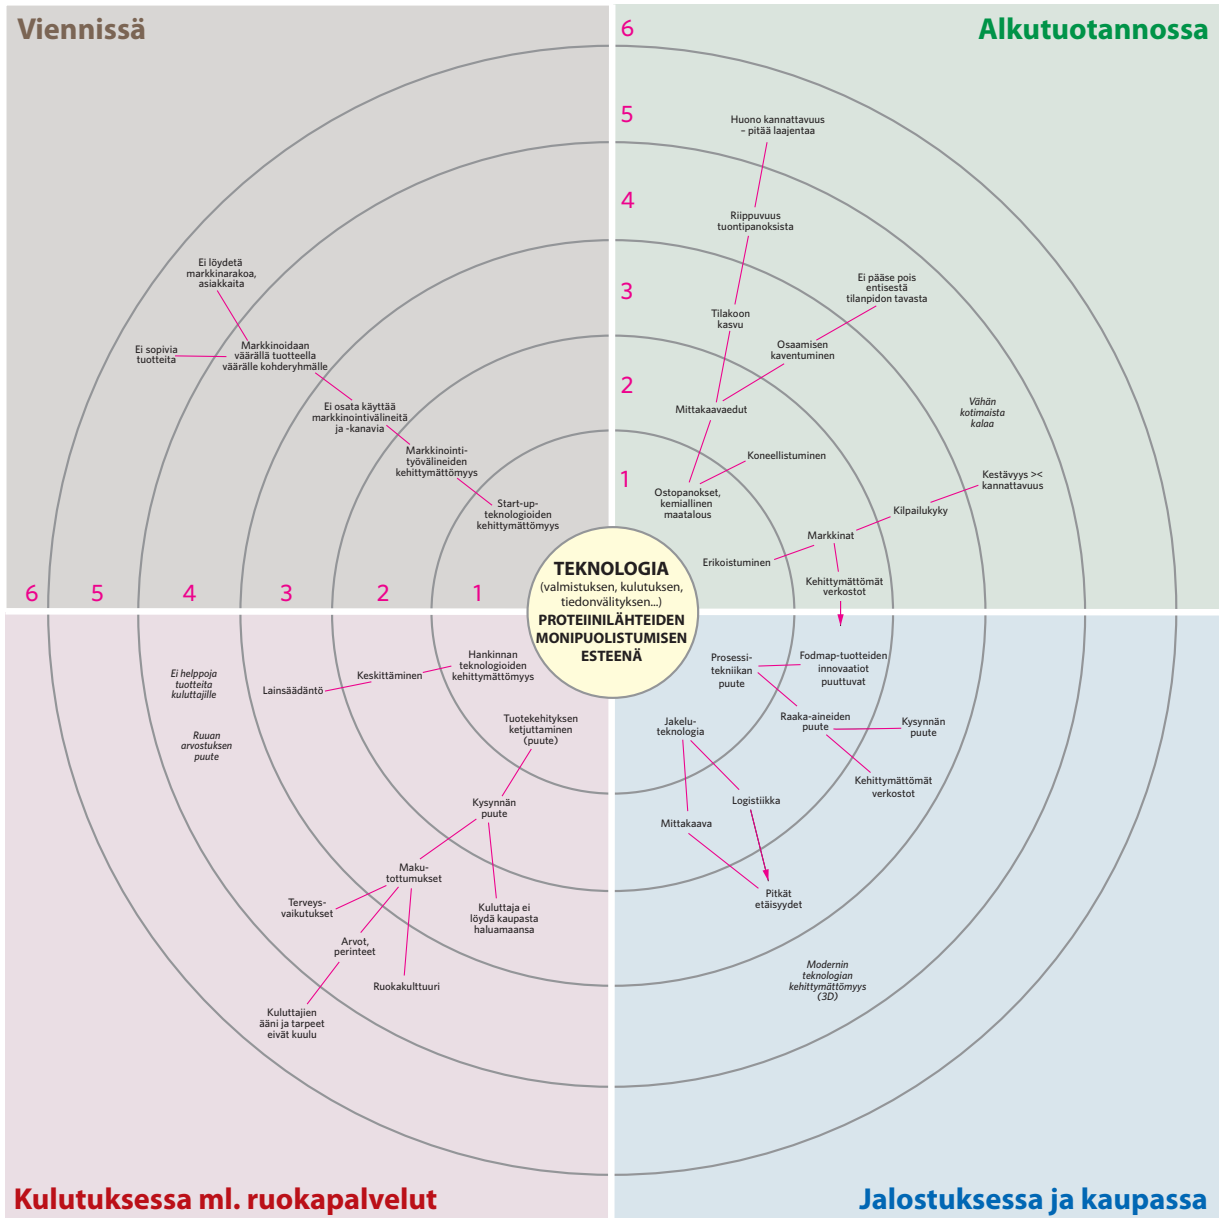 Viennissä
Alkutuotannossa
6
5
4
3
2
1
Huono kannattavuus
– pitää laajentaa
Riippuvuus
tuontipanoksista
Ei pääse pois
entisestä
tilanpidon tavasta
Tilakoon
kasvu
Osaamisen
kaventuminen
Mittakaavaedut
Vähän
kotimaista
kalaa
Koneellistuminen
Ostopanokset,
kemiallinen
maatalous
Kestävyys ><
kannattavuus
Kilpailukyky
Markkinat
Erikoistuminen
Kehittymättömät
verkostot
Ei löydetä
markkinarakoa,
asiakkaita
Ei sopivia
tuotteita
Markkinoidaan
väärällä tuotteella
väärälle kohderyhmälle
Ei osata käyttää
markkinointivälineitä
ja -kanavia
Markkinointi-
työvälineiden
kehittymättömyys
Start-up-
teknologioiden
kehittymättömyys
6 5 4 3 2 1
TEKNOLOGIA
(valmistuksen, kulutuksen,
tiedonvälityksen...)
PROTEIINILÄHTEIDEN
MONIPUOLISTUMISEN
ESTEENÄ
Hankinnan
teknologioiden
kehittymättömyys
Keskittäminen
Lainsäädäntö
Ei helppoja
tuotteita
kuluttajille
Ruuan
arvostuksen
puute
Tuotekehityksen
ketjuttaminen
(puute)
Kysynnän
puute
Maku-
tottumukset
Terveys-
vaikutukset
Kuluttaja ei
löydä kaupasta
haluamaansa
Arvot,
perinteet
Ruokakulttuuri
Kuluttajien
ääni ja tarpeet
eivät kuulu
Prosessi-
tekniikan
puute
Fodmap-tuotteiden
innovaatiot
puuttuvat
Raaka-aineiden
puute
Kysynnän
puute
Kehittymättömät
verkostot
Jakelu-
teknologia
Logistiikka
Mittakaava
Pitkät
etäisyydet
Modernin
teknologian
kehittymättömyys
(3D)
Kulutuksessa ml. ruokapalvelut
Jalostuksessa ja kaupassa